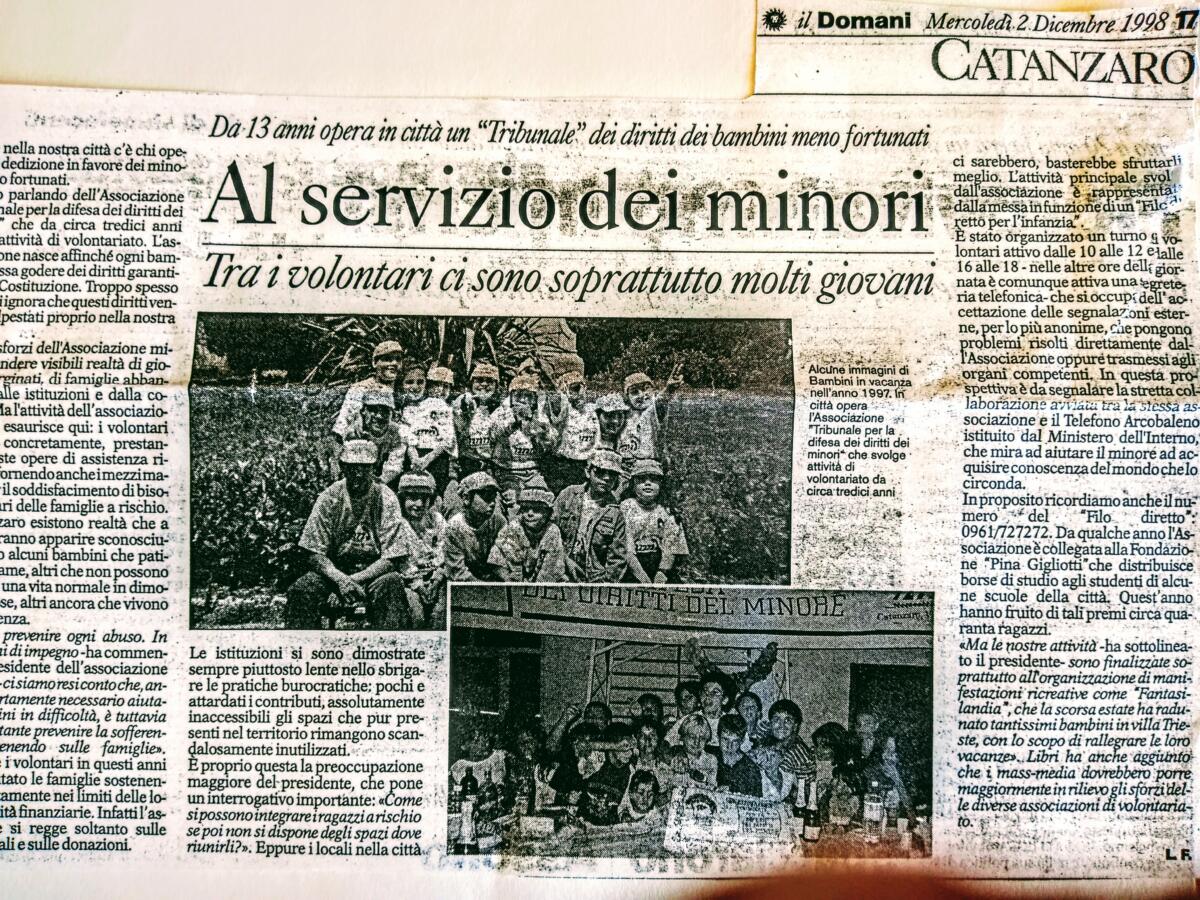 il Domani Mercoledì 2 Dicembre 1998 17
CATANZARO
Da 13 anni opera in città un "Tribunale" dei diritti dei bambini meno fortunati
Al servizio dei minori
Tra i volontari ci sono soprattutto molti giovani
nella nostra città c'è chi ope-
dedizione in favore dei mino-
o fortunati.
parlando dell'Associazione
nale per la difesa dei diritti dei
" che da circa tredici anni
attività di volontariato. L'as-
one nasce affinché ogni bam-
ssa godere dei diritti garanti-
Costituzione. Troppo spesso
i ignora che questi diritti ven-
lpestati proprio nella nostra
sforzi dell'Associazione mi-
ndere visibili realtà di gio-
rginati, di famiglie abban-
alle istituzioni e dalla co-
Ma l'attività dell'associazio-
esaurisce qui: i volontari
concretamente, prestan-
ste opere di assistenza ri-
fornendo anche i mezzi ma-
il soddisfacimento di biso-
ri delle famiglie a rischio.
zaro esistono realtà che a
ranno apparire sconosciu-
o alcuni bambini che pati-
ame, altri che non possono
una vita normale in dimo-
se, altri ancora che vivono
enza.
prevenire ogni abuso. In
ni di impegno -ha commen-
esidente dell'associazione
- ci siamo resi conto che, an-
rtamente necessario aiuta-
ini in difficoltà, è tuttavia
tante prevenire la sofferen-
enendo sulle famiglie».
e i volontari in questi anni
tato le famiglie sostenen-
tamente nei limiti delle lo-
ità finanziarie. Infatti l'as-
e si regge soltanto sulle
ali e sulle donazioni.
Le istituzioni si sono dimostrate
sempre piuttosto lente nello sbriga-
re le pratiche burocratiche; pochi e
attardati i contributi, assolutamente
inaccessibili gli spazi che pur pre-
senti nel territorio rimangono scan-
dalosamente inutilizzati.
È proprio questa la preoccupazione
maggiore del presidente, che pone
un interrogativo importante: «Come
si possono integrare i ragazzi a rischio
se poi non si dispone degli spazi dove
riunirli?». Eppure i locali nella città
Alcune immagini di
Bambini in vacanza
nell'anno 1997. In
città opera
l'Associazione
"Tribunale per la
difesa dei diritti dei
minori" che svolge
attività di
volontariato da
circa tredici anni
DEI DIRITTI DEL MINORE
Catanzaro
ci sarebbero, basterebbe sfruttarli
meglio. L'attività principale svol
dall'associazione è rappresenta
dalla messa in funzione di un "Filo
retto per l'infanzia".
È stato organizzato un turno vo-
lontari attivo dalle 10 alle 12 e dalle
16 alle 18 - nelle altre ore della gior-
nata è comunque attiva una segrete-
ria telefonica- che si occupa dell'ac-
cettazione delle segnalazioni ester-
ne, per lo più anonime, che pongono
problemi risolti direttamente dal-
l'Associazione oppure trasmessi agli
organi competenti. In questa pro-
spettiva è da segnalare la stretta col
laborazione avviata tra la stessa as-
sociazione e il Telefono Arcobaleno
istituito dal Ministero dell'Interno,
che mira ad aiutare il minore ad ac-
quisire conoscenza del mondo che lo
circonda.
In proposito ricordiamo anche il nu-
mero del "Filo diretto":
0961/727272. Da qualche anno l'As-
sociazione è collegata alla Fondazio-
ne "Pina Gigliotti" che distribuisce
borse di studio agli studenti di alcu-
ne scuole della città. Quest'anno
hanno fruito di tali premi circa qua-
ranta ragazzi.
«Ma le nostre attività -ha sottolinea-
to il presidente- sono finalizzate so-
prattutto all'organizzazione di mani-
festazioni ricreative come "Fantasi-
landia", che la scorsa estate ha radu-
nato tantissimi bambini in villa Trie-
ste, con lo scopo di rallegrare le loro
vacanze». Libri ha anche aggiunto
che i mass-media dovrebbero porre
maggiormente in rilievo gli sforzi del-
le diverse associazioni di volontaria-
to.
L F